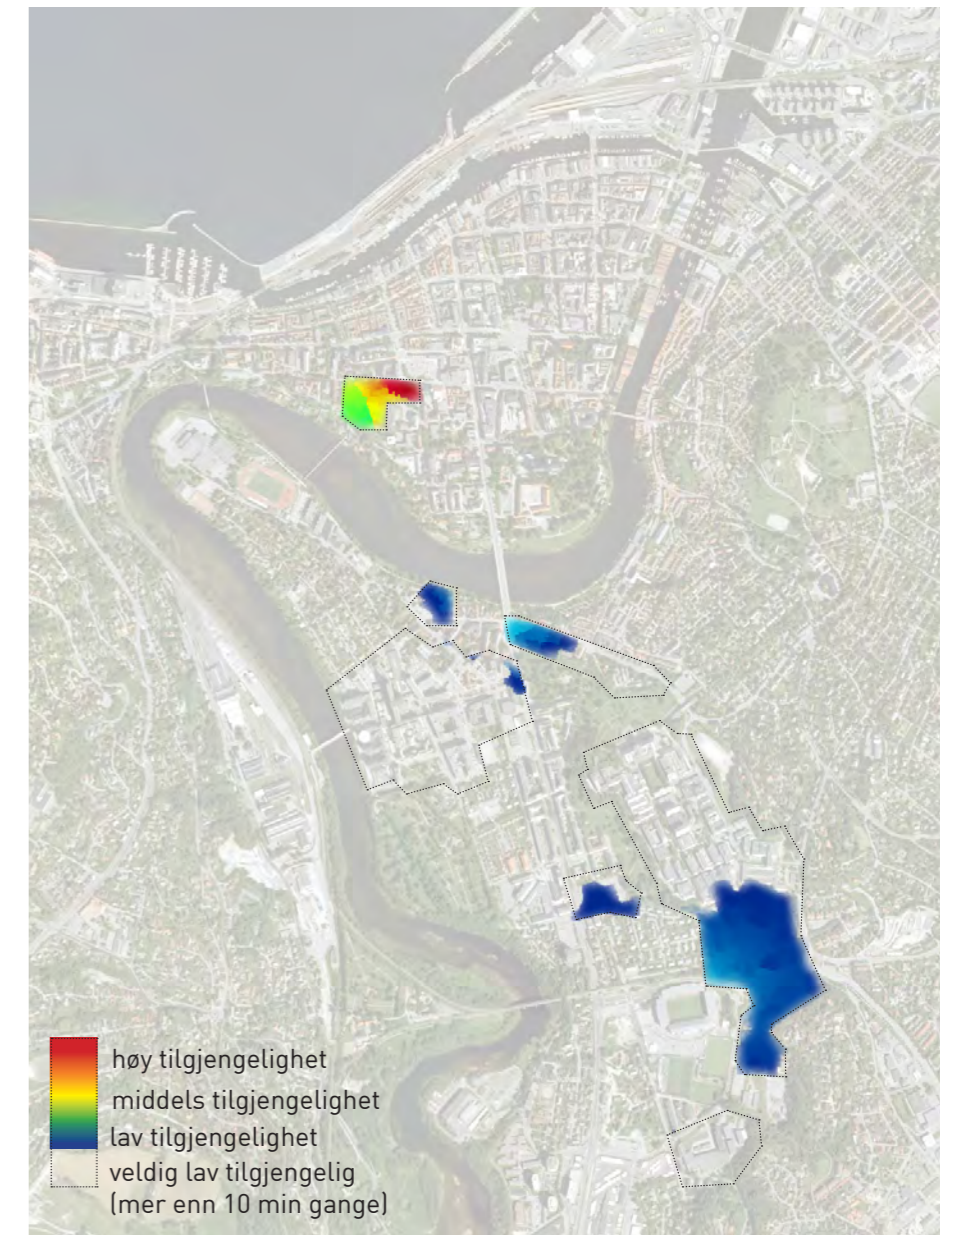 høy tilgjengelighet
middels tilgjengelighet
lav tilgjengelighet
veldig lav tilgjengelig
(mer enn 10 min gange)